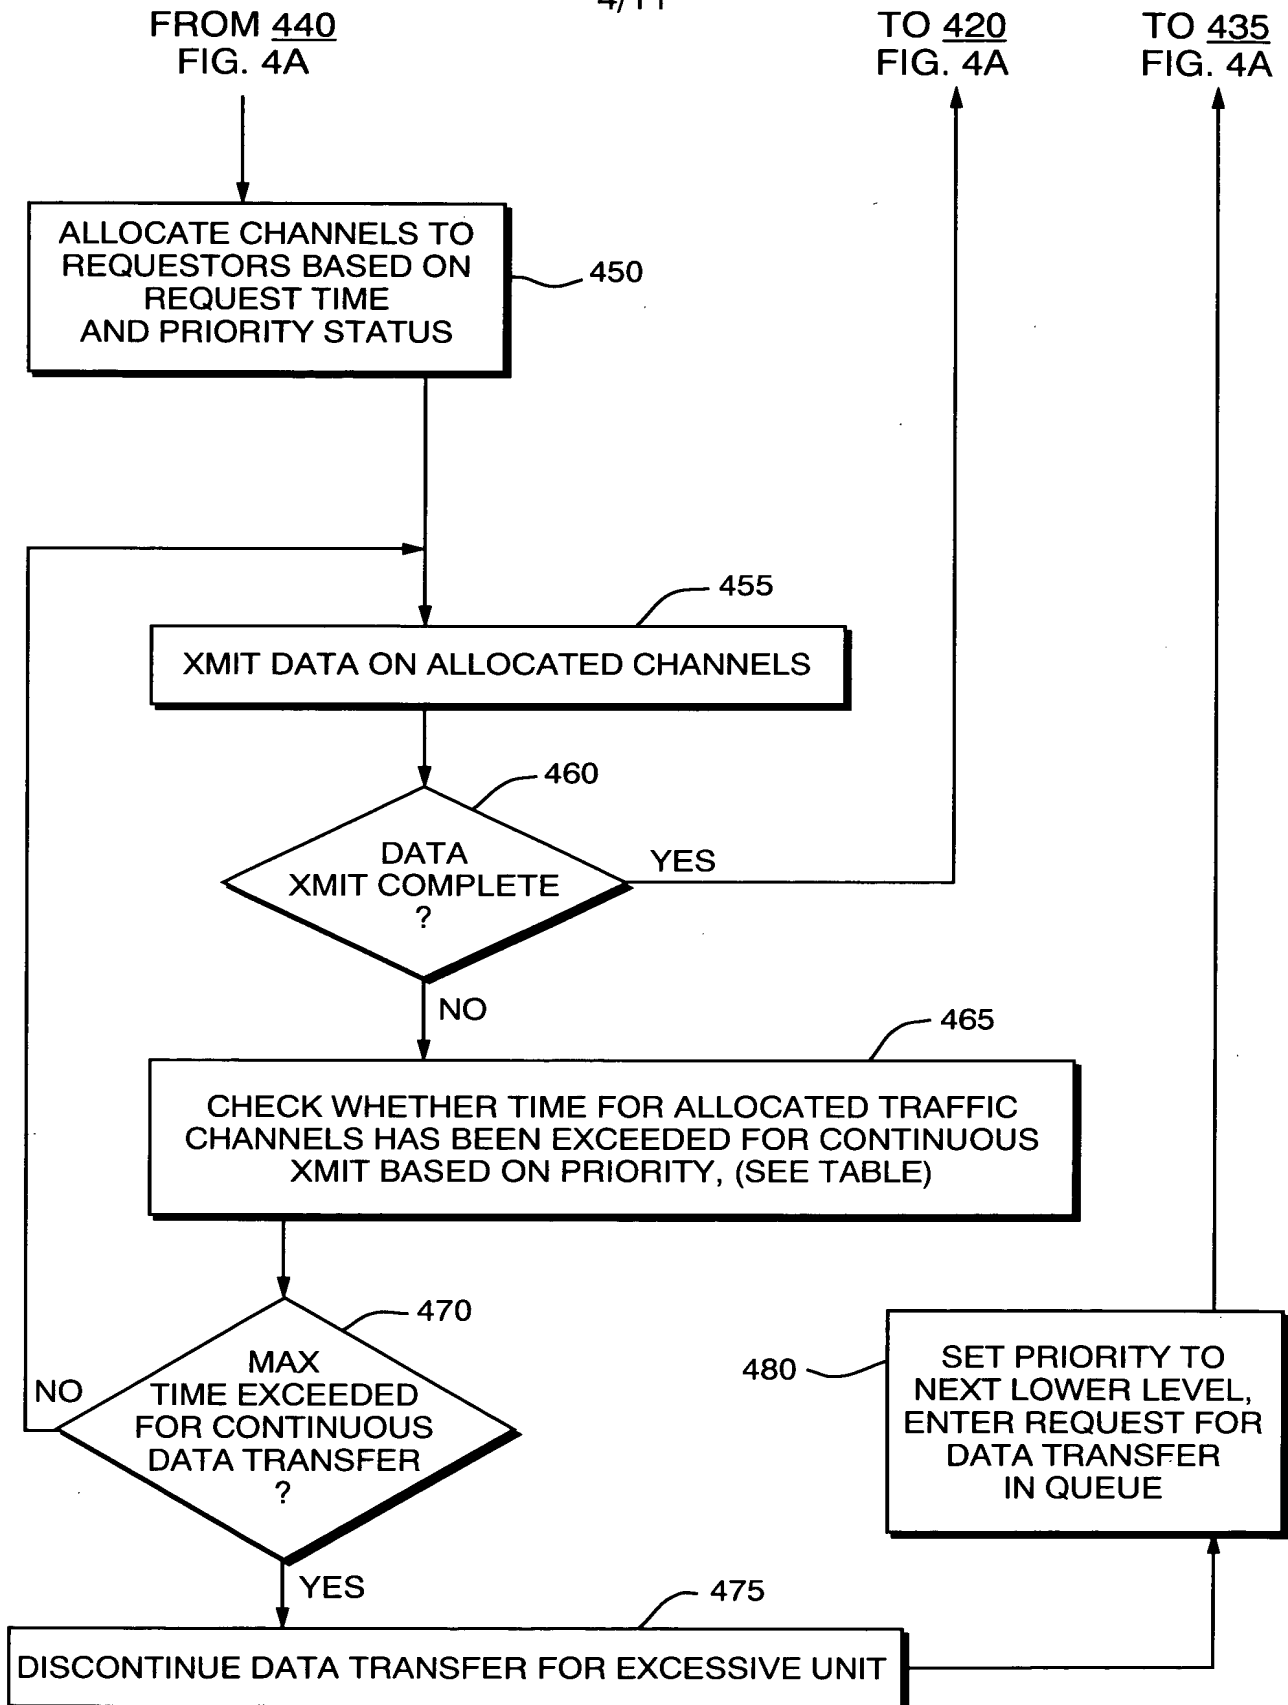 4/11
FROM 440
FIG. 4A
TO 420
FIG. 4A
TO 435
FIG. 4A
ALLOCATE CHANNELS TO
REQUESTORS BASED ON
REQUEST TIME
AND PRIORITY STATUS
450
455
XMIT DATA ON ALLOCATED CHANNELS
460
DATA
XMIT COMPLETE
?
YES
NO
465
CHECK WHETHER TIME FOR ALLOCATED TRAFFIC
CHANNELS HAS BEEN EXCEEDED FOR CONTINUOUS
XMIT BASED ON PRIORITY, (SEE TABLE)
470
MAX
TIME EXCEEDED
FOR CONTINUOUS
DATA TRANSFER
?
NO
YES
480
SET PRIORITY TO
NEXT LOWER LEVEL,
ENTER REQUEST FOR
DATA TRANSFER
IN QUEUE
475
DISCONTINUE DATA TRANSFER FOR EXCESSIVE UNIT